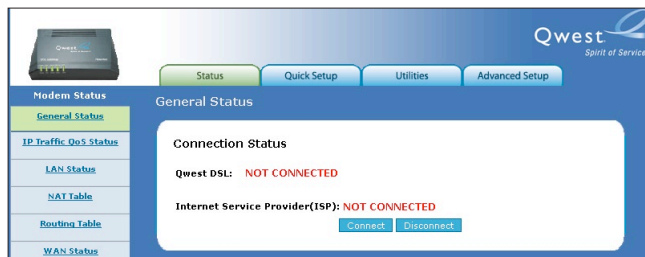 Qwest
Spirit of Service
Qwest
Status
Quick Setup
Utilities
Advanced Setup
Modem Status
General Status
IP Traffic QoS Status
LAN Status
NAT Table
Routing Table
WAN Status
General Status
Connection Status
Qwest DSL: NOT CONNECTED
Internet Service Provider(ISP): NOT CONNECTED
Connect Disconnect